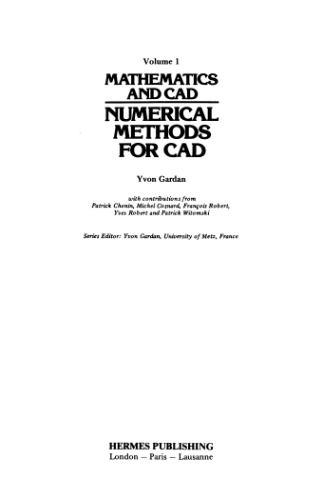 Volume 1
MATHEMATICS
AND CAD
NUMERICAL
METHODS
FOR CAD
Yvon Gardan
with contributions from
Patrick Chenin, Michel Cosnard, François Robert,
Yves Robert and Patrick Witomski
Series Editor: Yvon Gardan, University of Metz, France
HERMES PUBLISHING
London – Paris – Lausanne